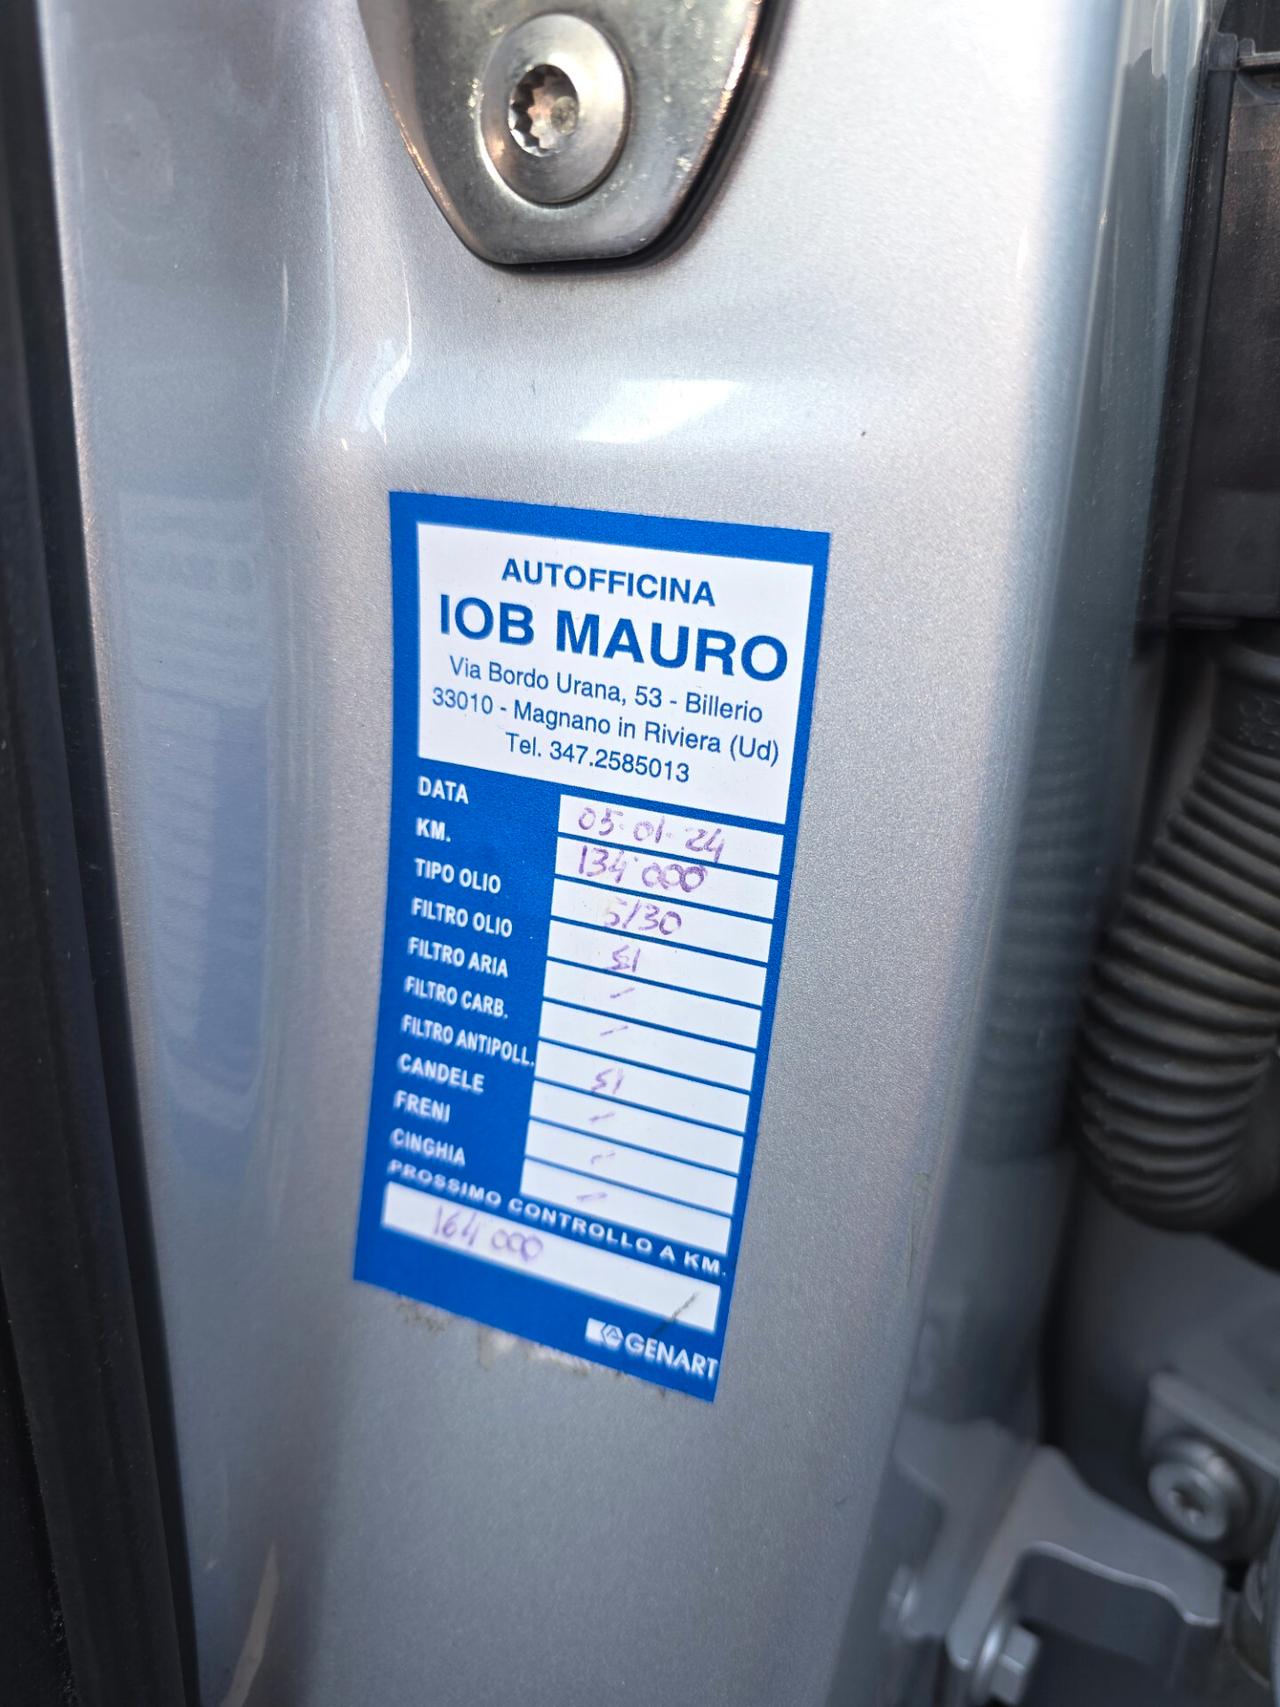 AUTOFFICINA
IOB MAURO
Via Bordo Urana, 53 - Billerio
33010 - Magnano in Riviera (Ud)
Tel. 347.2585013
DATA 05.01.24
KM. 134'000
TIPO OLIO 5/30
FILTRO OLIO SI
FILTRO ARIA /
FILTRO CARB. /
FILTRO ANTIPOLL. SI
CANDELE /
FRENI /
CINGHIA /
PROSSIMO CONTROLLO A KM.
164'000 /
GENART